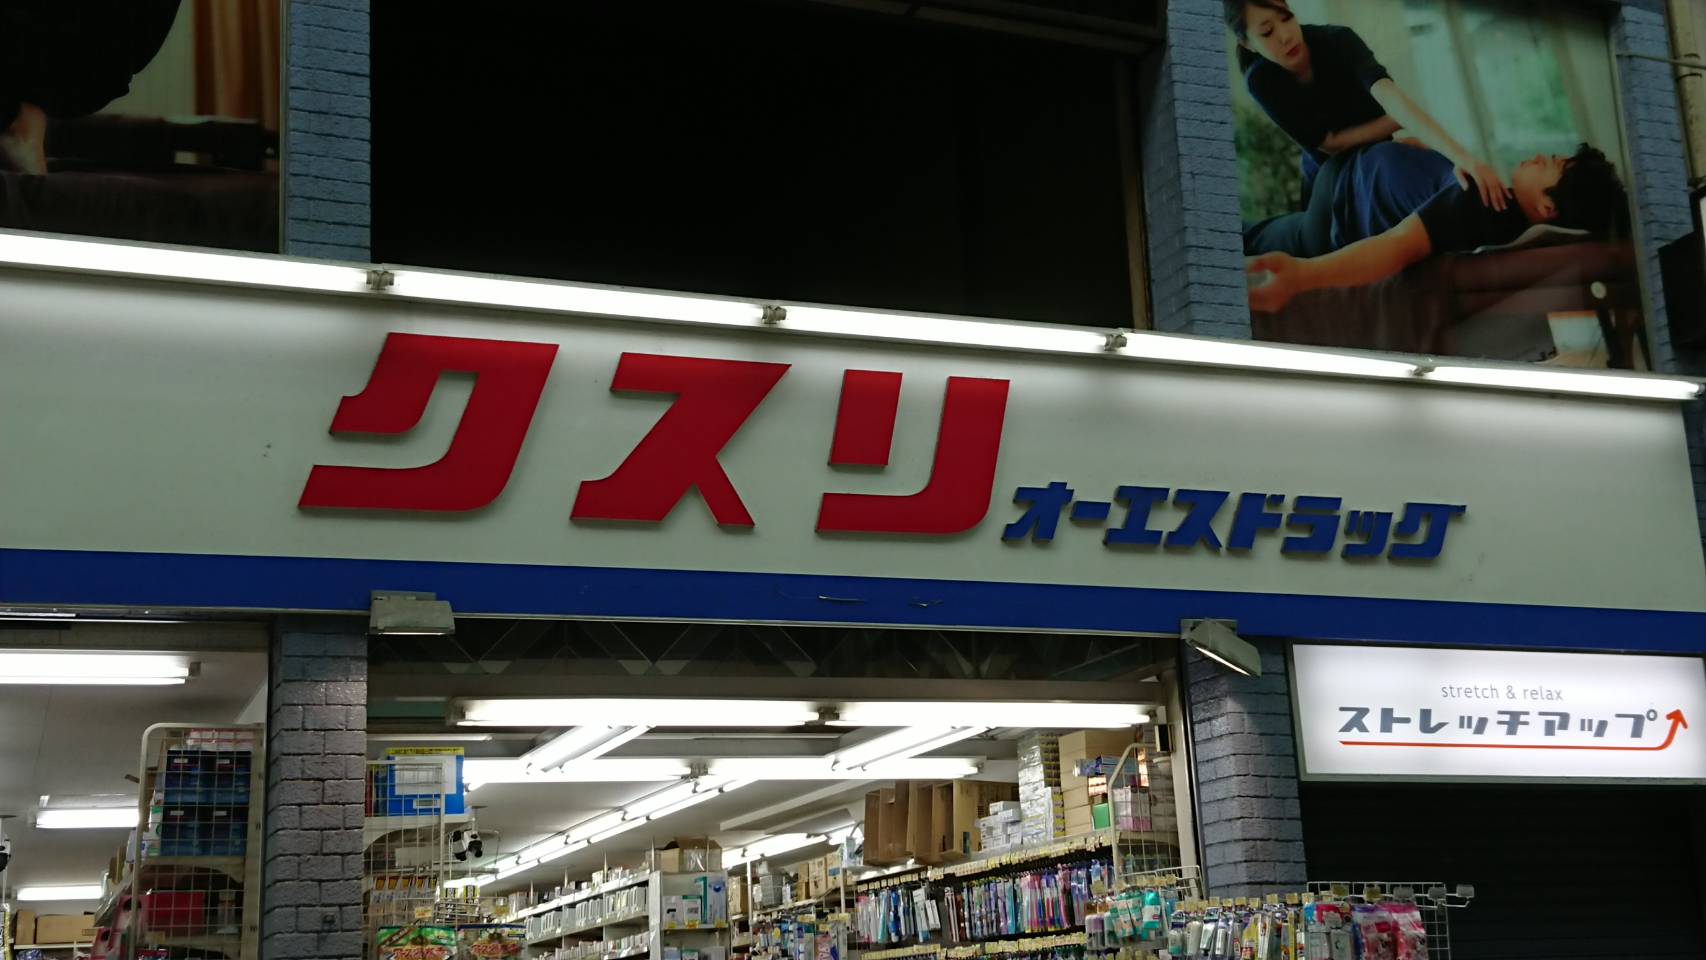 クスリ
オーエスドラッグ
stretch & relax
ストレッチアップ